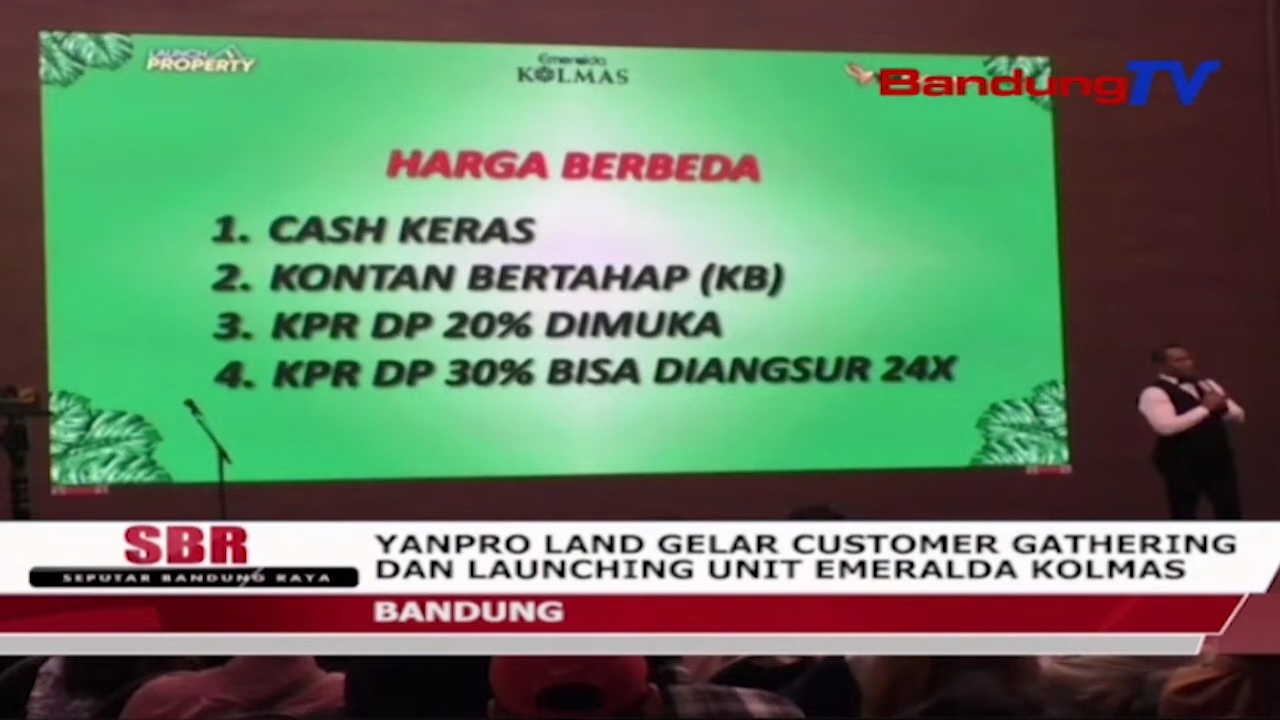 LAUNCH
PROPERTY
Emeralda
KOLMAS
BandungTV
HARGA BERBEDA
1. CASH KERAS
2. KONTAN BERTAHAP (KB)
3. KPR DP 20% DIMUKA
4. KPR DP 30% BISA DIANGSUR 24X
SBR
SEPUTAR BANDUNG RAYA
YANPRO LAND GELAR CUSTOMER GATHERING
DAN LAUNCHING UNIT EMERALDA KOLMAS
BANDUNG